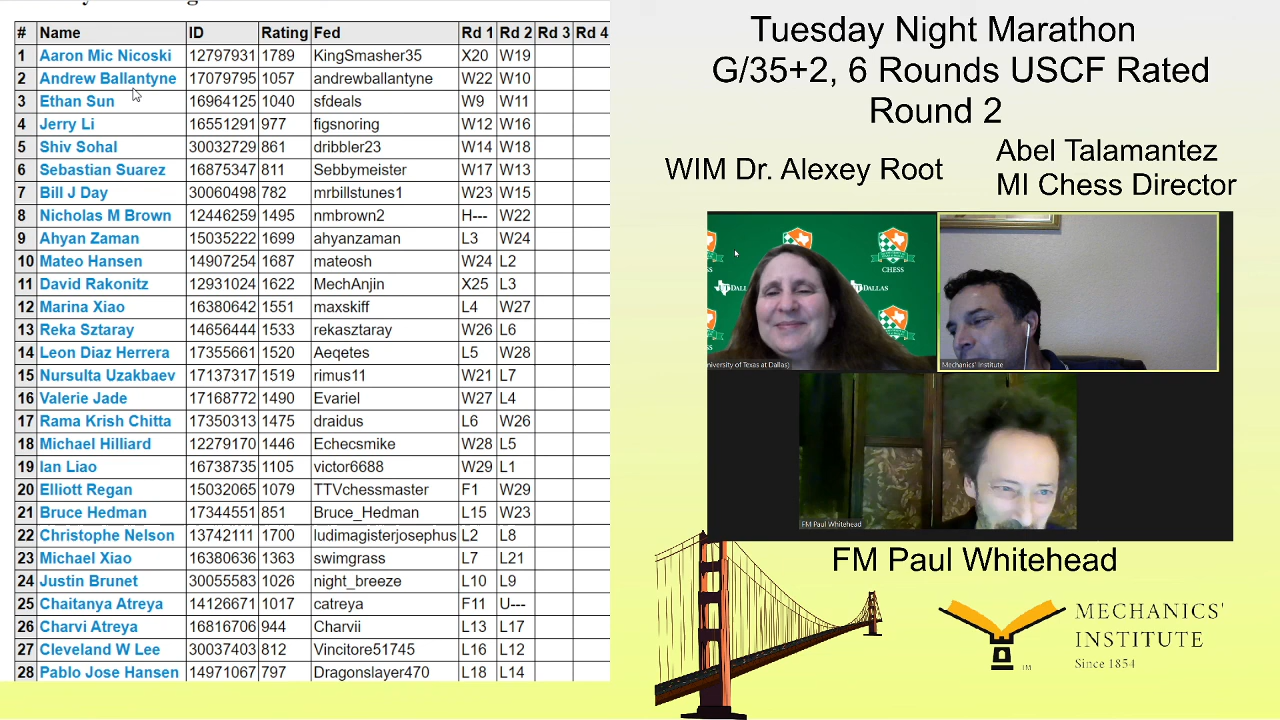 # Name ID Rating Fed Rd 1 Rd 2 Rd 3 Rd 4
1 Aaron Mic Nicoski 12797931 1789 KingSmasher35 X20 W19
2 Andrew Ballantyne 17079795 1057 andrewballantyne W22 W10
3 Ethan Sun 16964125 1040 sfdeals W9 W11
4 Jerry Li 16551291 977 figsnoring W12 W16
5 Shiv Sohal 30032729 861 dribbler23 W14 W18
6 Sebastian Suarez 16875347 811 Sebbymeister W17 W13
7 Bill J Day 30060498 782 mrbillstunes1 W23 W15
8 Nicholas M Brown 12446259 1495 nmbrown2 H--- W22
9 Ahyan Zaman 15035222 1699 ahyanzaman L3 W24
10 Mateo Hansen 14907254 1687 mateosh W24 L2
11 David Rakonitz 12931024 1622 MechAnjin X25 L3
12 Marina Xiao 16380642 1551 maxskiff L4 W27
13 Reka Sztaray 14656444 1533 rekasztaray W26 L6
14 Leon Diaz Herrera 17355661 1520 Aeqetes L5 W28
15 Nursulta Uzakbaev 17137317 1519 rimus11 W21 L7
16 Valerie Jade 17168772 1490 Evariel W27 L4
17 Rama Krish Chitta 17350313 1475 draidus L6 W26
18 Michael Hilliard 12279170 1446 Echecsmike W28 L5
19 Ian Liao 16738735 1105 victor6688 W29 L1
20 Elliott Regan 15032065 1079 TTVchessmaster F1 W29
21 Bruce Hedman 17344551 851 Bruce_Hedman L15 W23
22 Christophe Nelson 13742111 1700 ludimagisterjosephus L2 L8
23 Michael Xiao 16380636 1363 swimgrass L7 L21
24 Justin Brunet 30055583 1026 night_breeze L10 L9
25 Chaitanya Atreya 14126671 1017 catreya F11 U---
26 Charvi Atreya 16816706 944 Charvii L13 L17
27 Cleveland W Lee 30037403 812 Vincitore51745 L16 L12
28 Pablo Jose Hansen 14971067 797 Dragonslayer470 L18 L14
Tuesday Night Marathon
G/35+2, 6 Rounds USCF Rated
Round 2
WIM Dr. Alexey Root
Abel Talamantez
MI Chess Director
CHESS
DALLAS
niversity of Texas at Dallas)
Mechanics' Institute
FM Paul Whitehead
FM Paul Whitehead
MECHANICS'
INSTITUTE
Since 1854
TM